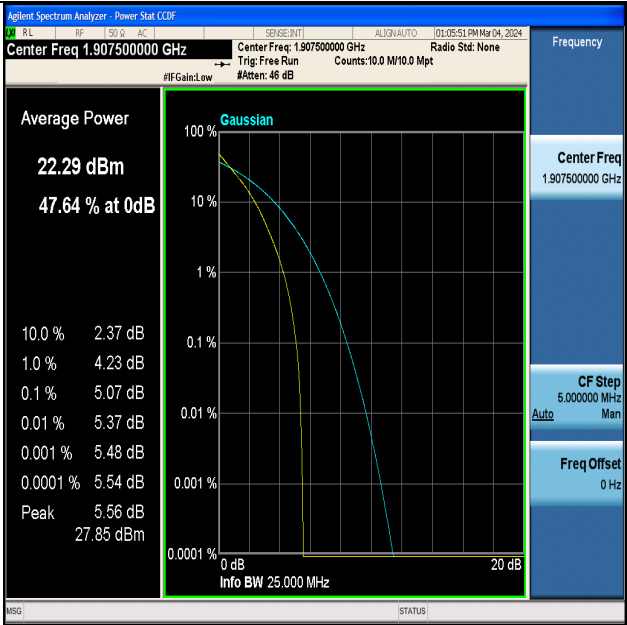 Agilent Spectrum Analyzer - Power Stat CCDF
LXI RL RF 50 Ω AC SENSE:INT ALIGN AUTO 01:05:51 PM Mar 04, 2024
Center Freq 1.907500000 GHz
Center Freq: 1.907500000 GHz Radio Std: None
Trig: Free Run Counts:10.0 M/10.0 Mpt
#IFGain:Low #Atten: 46 dB
Frequency
Average Power
22.29 dBm
47.64 % at 0dB
10.0 % 2.37 dB
1.0 % 4.23 dB
0.1 % 5.07 dB
0.01 % 5.37 dB
0.001 % 5.48 dB
0.0001 % 5.54 dB
Peak 5.56 dB
27.85 dBm
Gaussian
100 %
10 %
1 %
0.1 %
0.01 %
0.001 %
0.0001 %
0 dB 20 dB
Info BW 25.000 MHz
Center Freq
1.907500000 GHz
CF Step
5.000000 MHz
Auto Man
Freq Offset
0 Hz
MSG STATUS